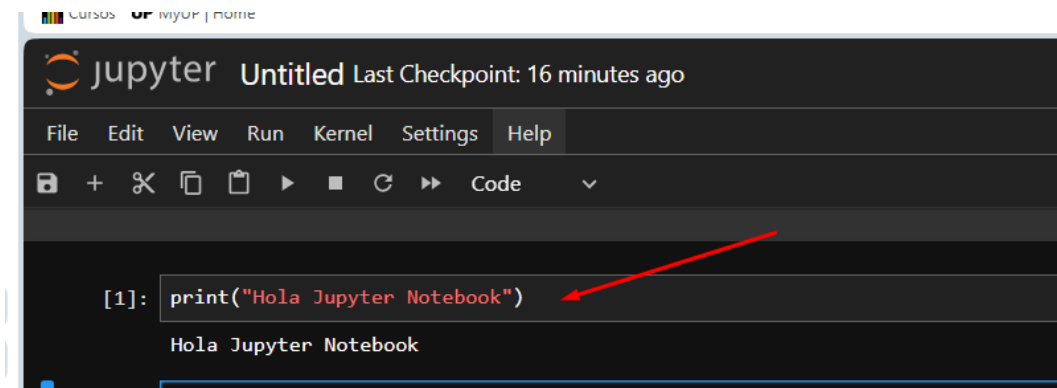 Cursos UP MyUP | Home
jupyter Untitled Last Checkpoint: 16 minutes ago
File Edit View Run Kernel Settings Help
Code
[1]: print("Hola Jupyter Notebook")
Hola Jupyter Notebook